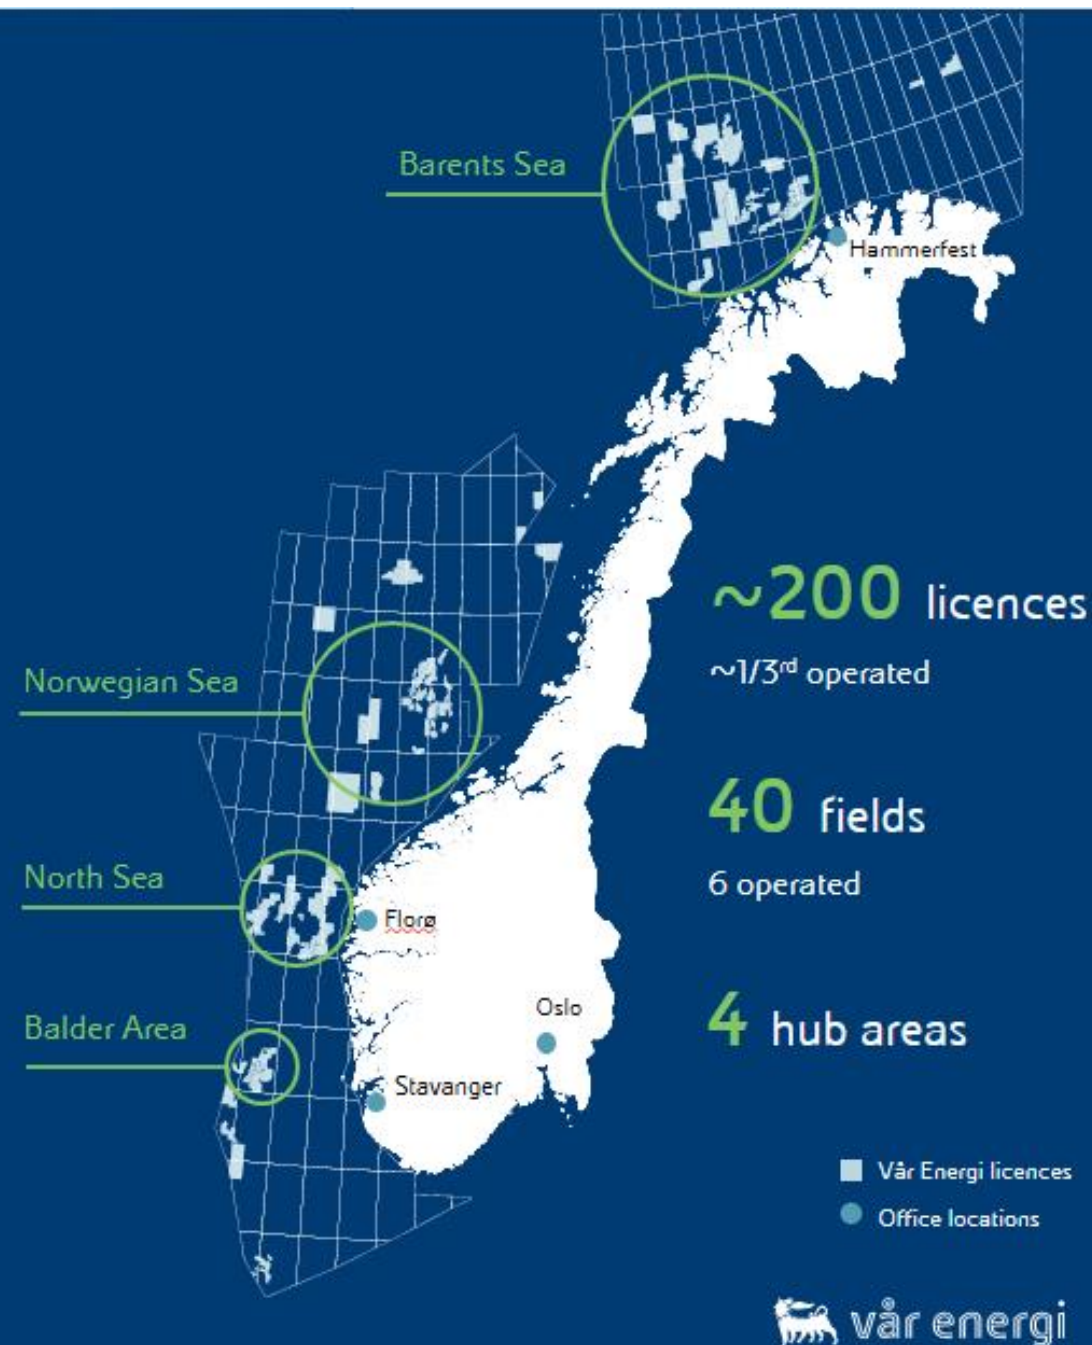 Barents Sea
Hammerfest
~200 licences
~1/3rd operated
Norwegian Sea
40 fields
6 operated
North Sea
Florø
4 hub areas
Oslo
Balder Area
Stavanger
Vår Energi licences
Office locations
vår energi